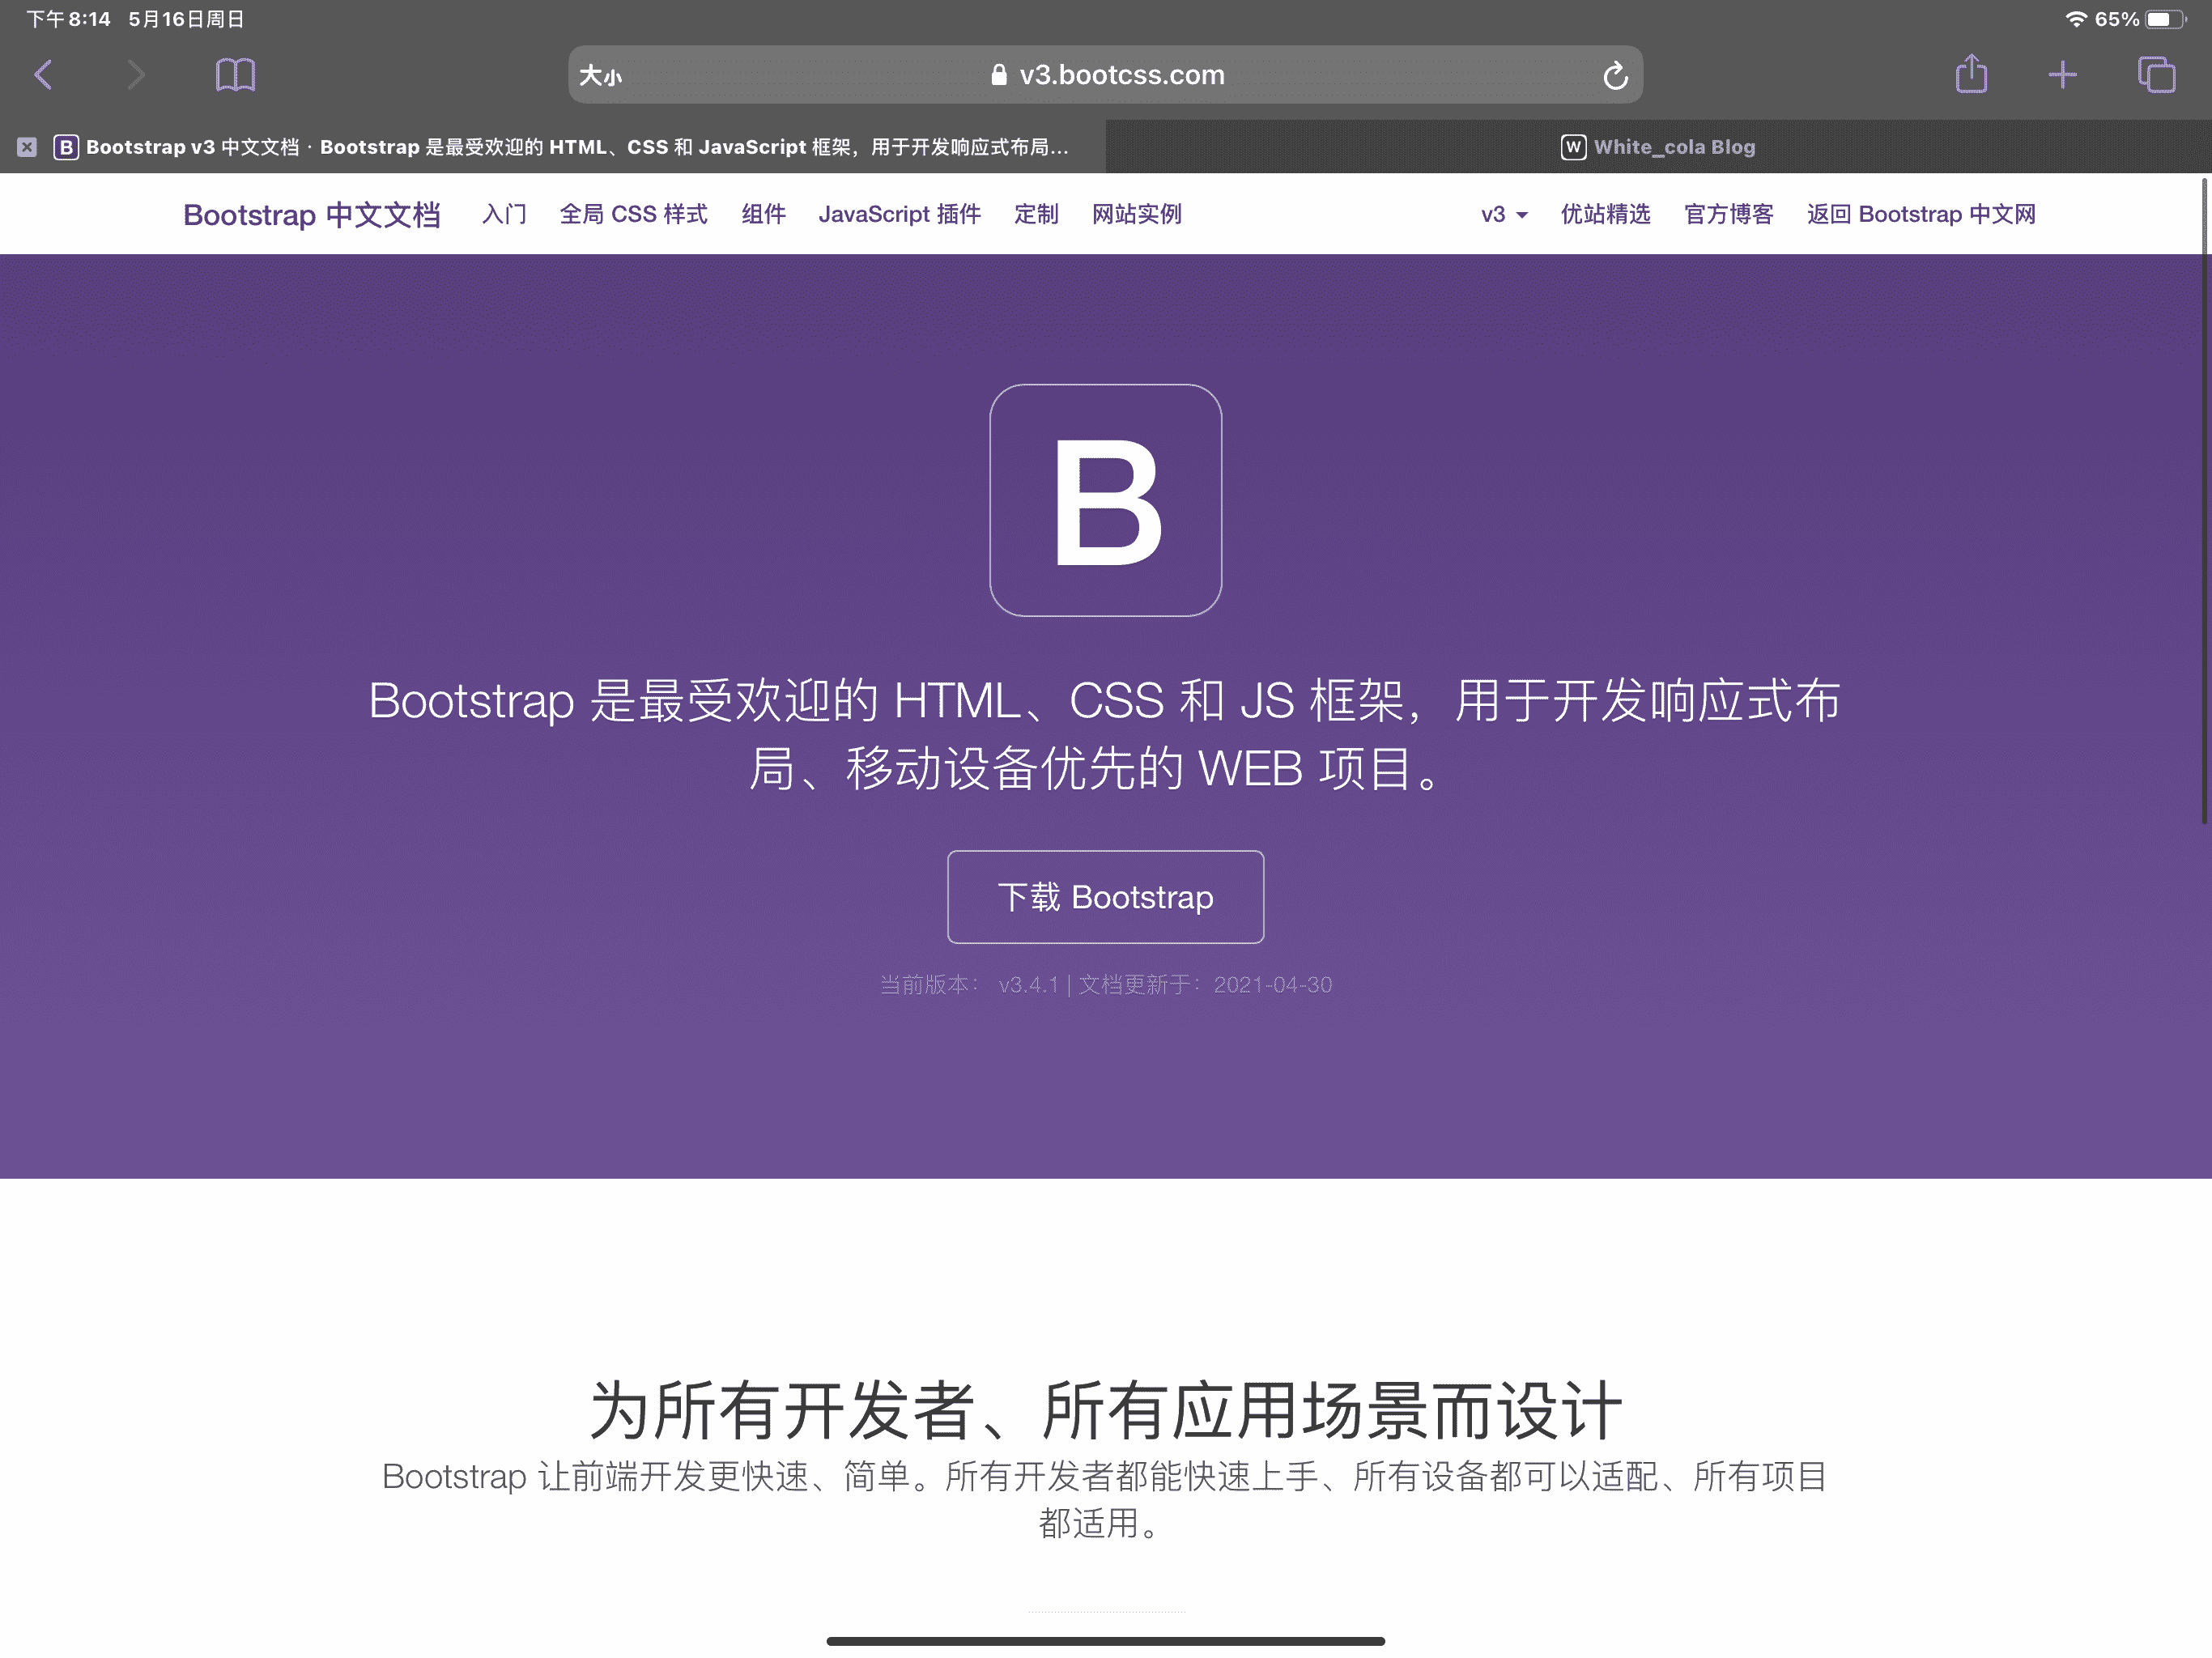 下午8:14 5月16日周日
65%
大小
v3.bootcss.com
B Bootstrap v3 中文文档 · Bootstrap 是最受欢迎的 HTML、CSS 和 JavaScript 框架，用于开发响应式布局...
W White_cola Blog
Bootstrap 中文文档 入门 全局 CSS 样式 组件 JavaScript 插件 定制 网站实例 v3 优站精选 官方博客 返回 Bootstrap 中文网
B
Bootstrap 是最受欢迎的 HTML、CSS 和 JS 框架，用于开发响应式布
局、移动设备优先的 WEB 项目。
下载 Bootstrap
当前版本： v3.4.1 | 文档更新于：2021-04-30
为所有开发者、所有应用场景而设计
Bootstrap 让前端开发更快速、简单。所有开发者都能快速上手、所有设备都可以适配、所有项目
都适用。